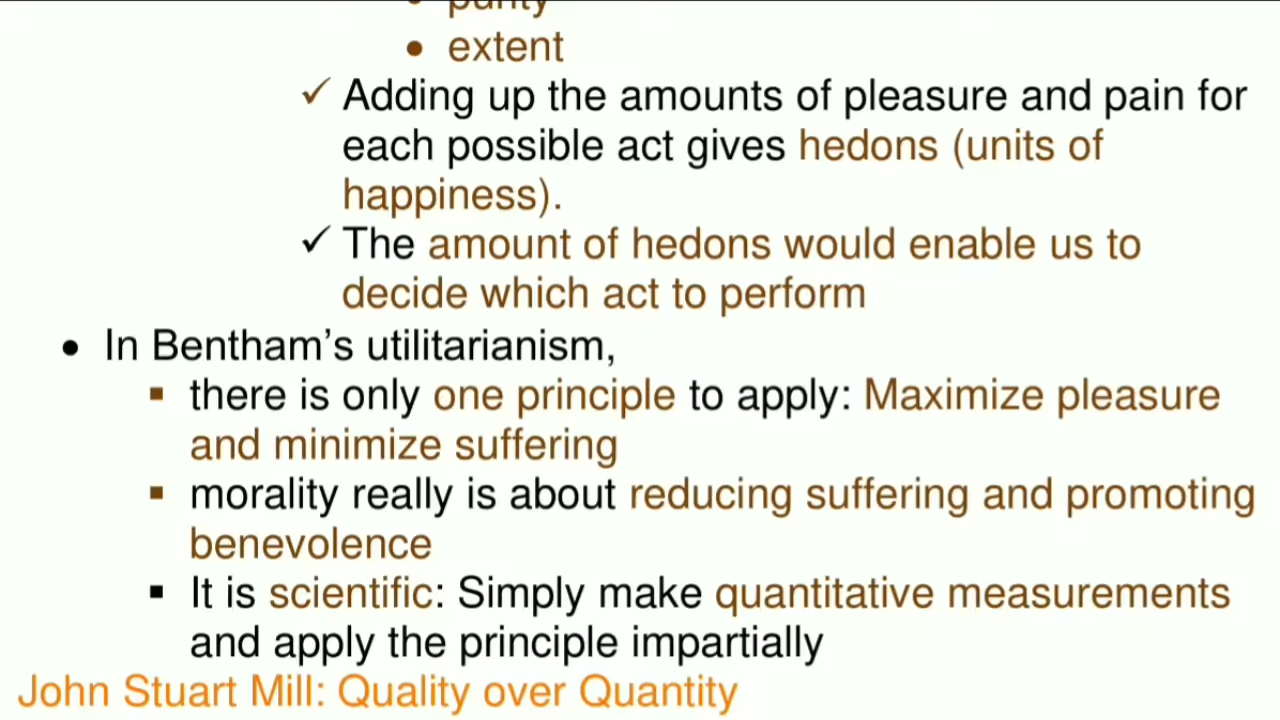 • purity
• extent
✓ Adding up the amounts of pleasure and pain for
each possible act gives hedons (units of
happiness).
✓ The amount of hedons would enable us to
decide which act to perform
• In Bentham's utilitarianism,
▪ there is only one principle to apply: Maximize pleasure
and minimize suffering
▪ morality really is about reducing suffering and promoting
benevolence
▪ It is scientific: Simply make quantitative measurements
and apply the principle impartially
John Stuart Mill: Quality over Quantity